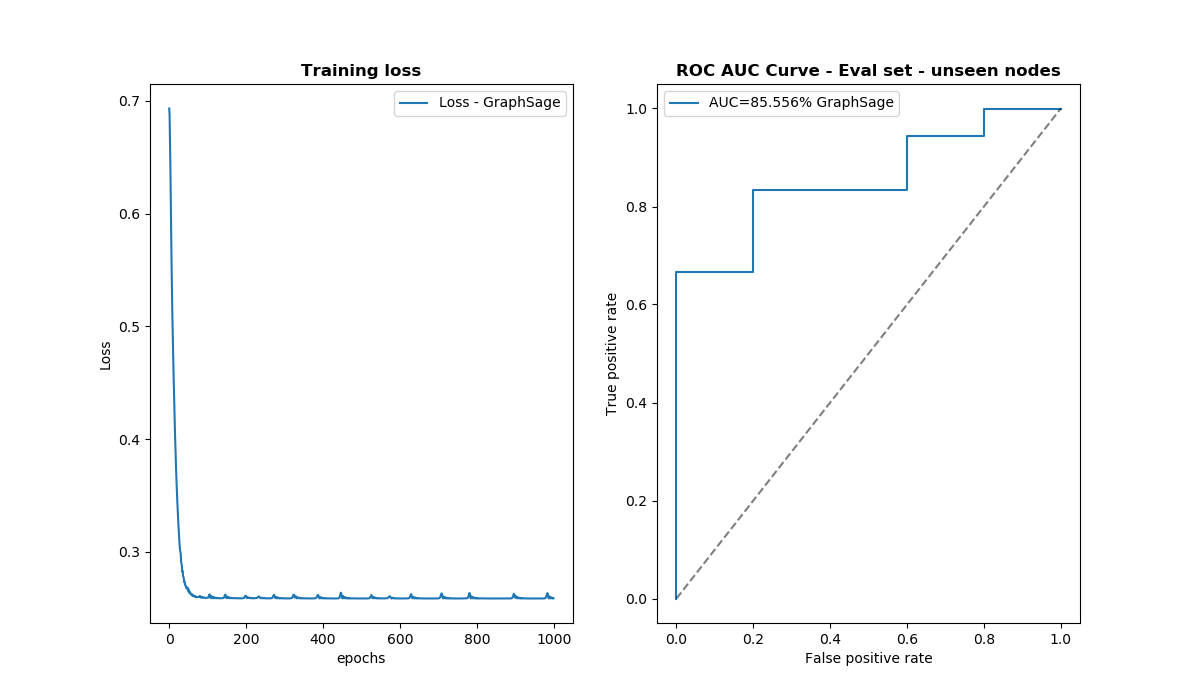 Training loss
Loss - GraphSage
0.7
0.6
0.5
0.4
0.3
Loss
0 200 400 600 800 1000
epochs
ROC AUC Curve - Eval set - unseen nodes
AUC=85.556% GraphSage
1.0
0.8
0.6
0.4
0.2
0.0
True positive rate
0.0 0.2 0.4 0.6 0.8 1.0
False positive rate